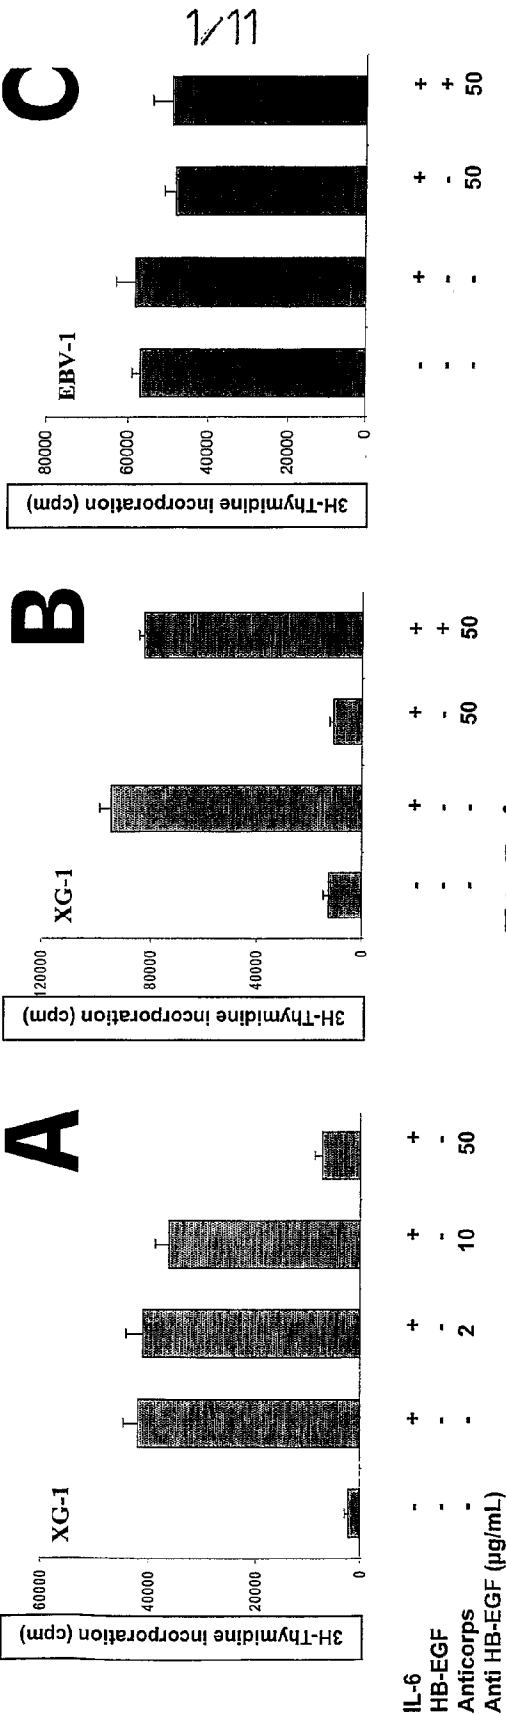 1/11
A
XG-1
3H-Thymidine incorporation (cpm)
60000
40000
20000
0
IL-6 - + + + +
HB-EGF - - - - -
Anticorps - - 2 10 50
Anti HB-EGF (µg/mL)
B
XG-1
3H-Thymidine incorporation (cpm)
120000
80000
40000
0
- + + +
- - - +
- - 50 50
C
EBV-1
3H-Thymidine incorporation (cpm)
80000
60000
40000
20000
0
- + + +
- - - +
- - 50 50